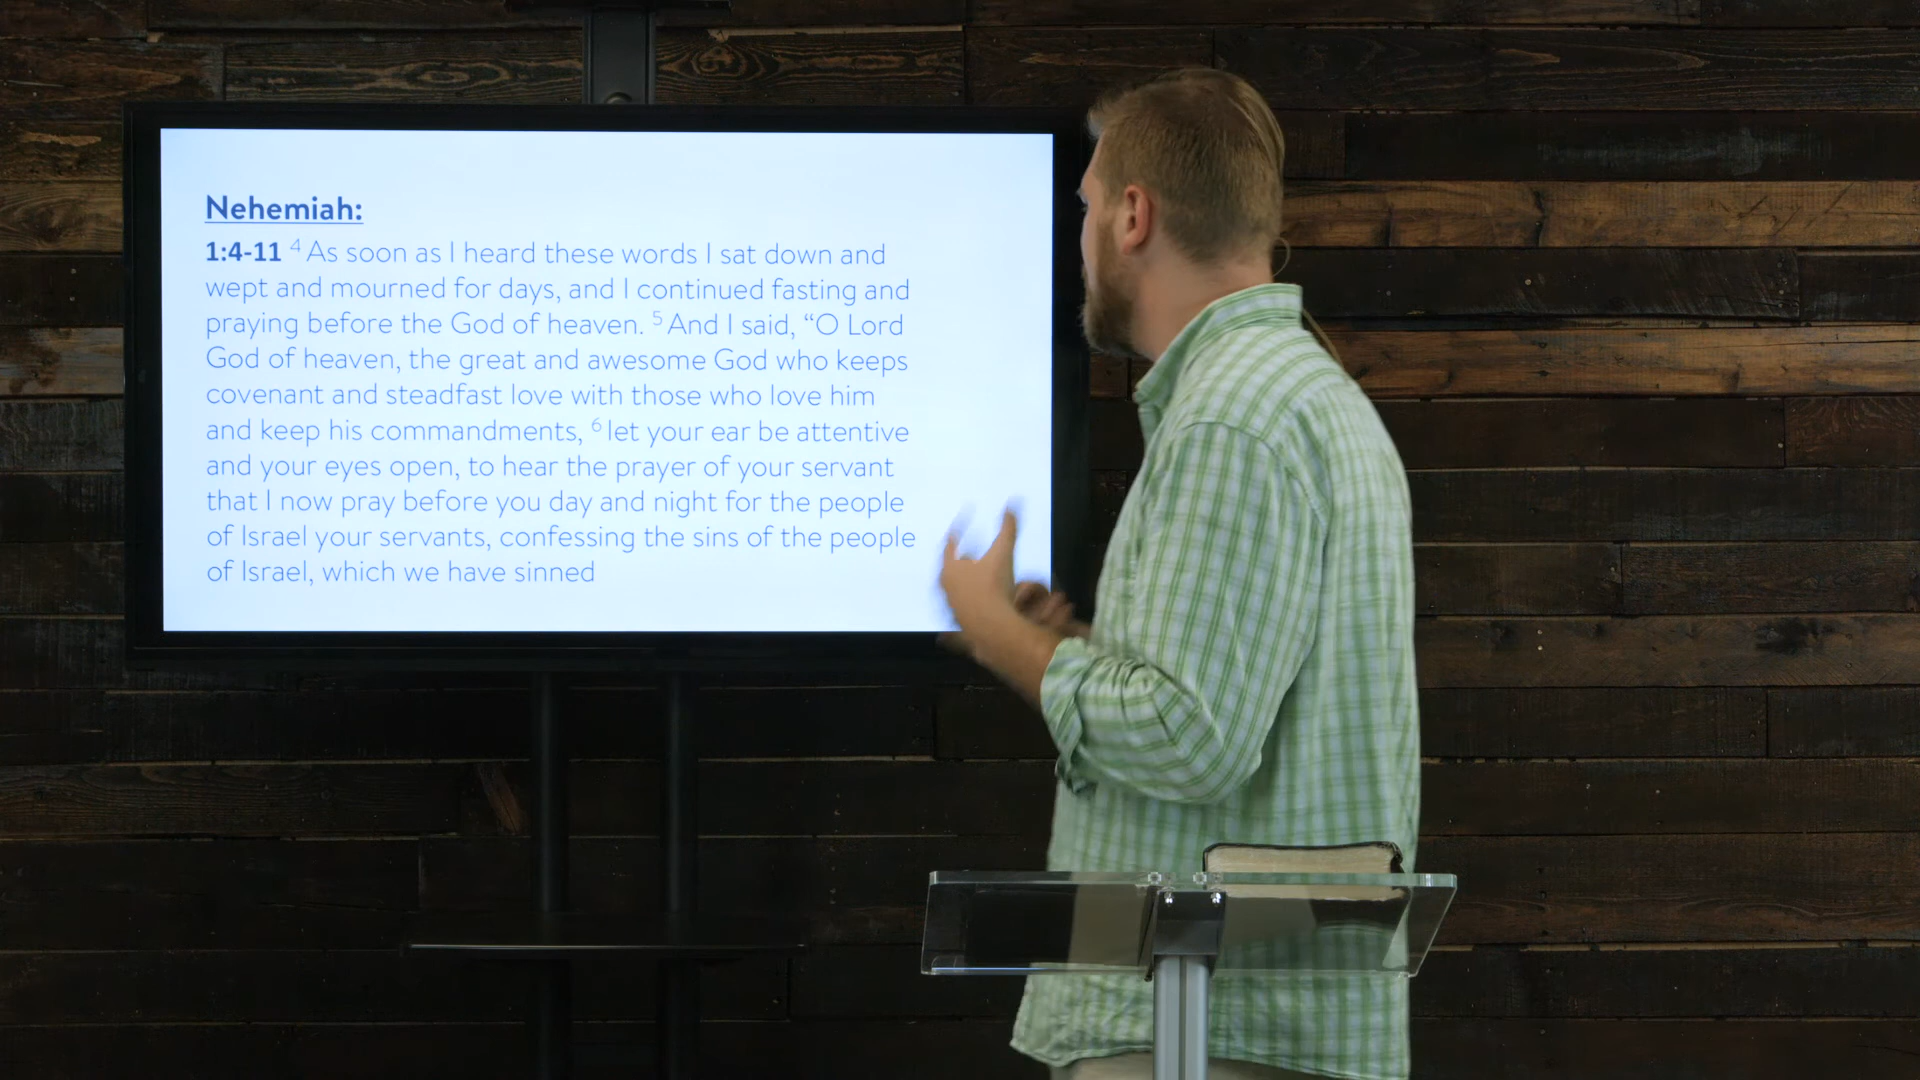 Nehemiah:
1:4-11 4 As soon as I heard these words I sat down and
wept and mourned for days, and I continued fasting and
praying before the God of heaven. 5 And I said, “O Lord
God of heaven, the great and awesome God who keeps
covenant and steadfast love with those who love him
and keep his commandments, 6 let your ear be attentive
and your eyes open, to hear the prayer of your servant
that I now pray before you day and night for the people
of Israel your servants, confessing the sins of the people
of Israel, which we have sinned